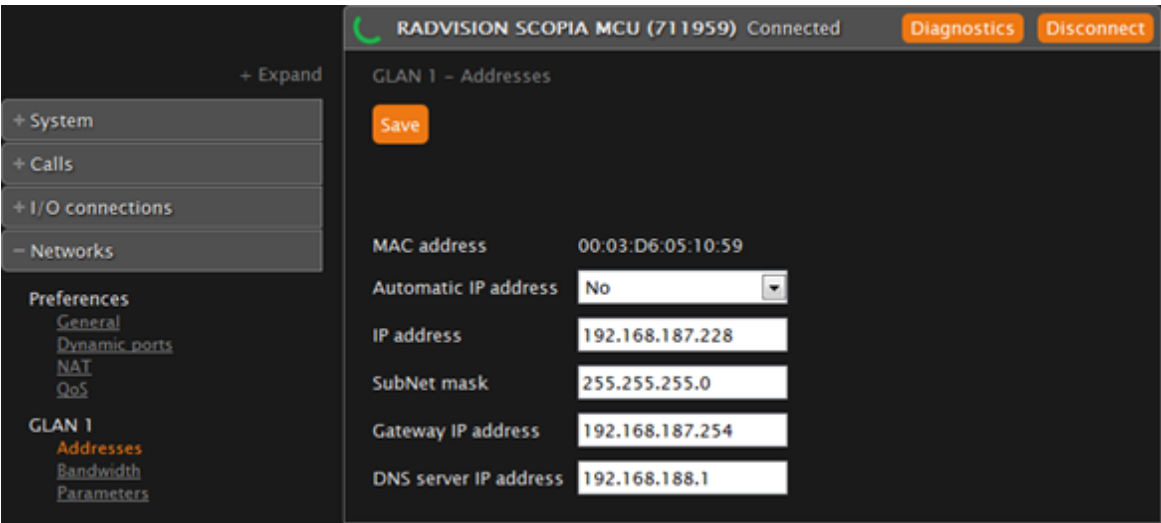 RADVISION SCOPIA MCU (711959) Connected Diagnostics Disconnect
+ Expand
+ System
+ Calls
+ I/O connections
− Networks
Preferences
General
Dynamic ports
NAT
QoS
GLAN 1
Addresses
Bandwidth
Parameters
GLAN 1 – Addresses
Save
MAC address 00:03:D6:05:10:59
Automatic IP address No
IP address 192.168.187.228
SubNet mask 255.255.255.0
Gateway IP address 192.168.187.254
DNS server IP address 192.168.188.1